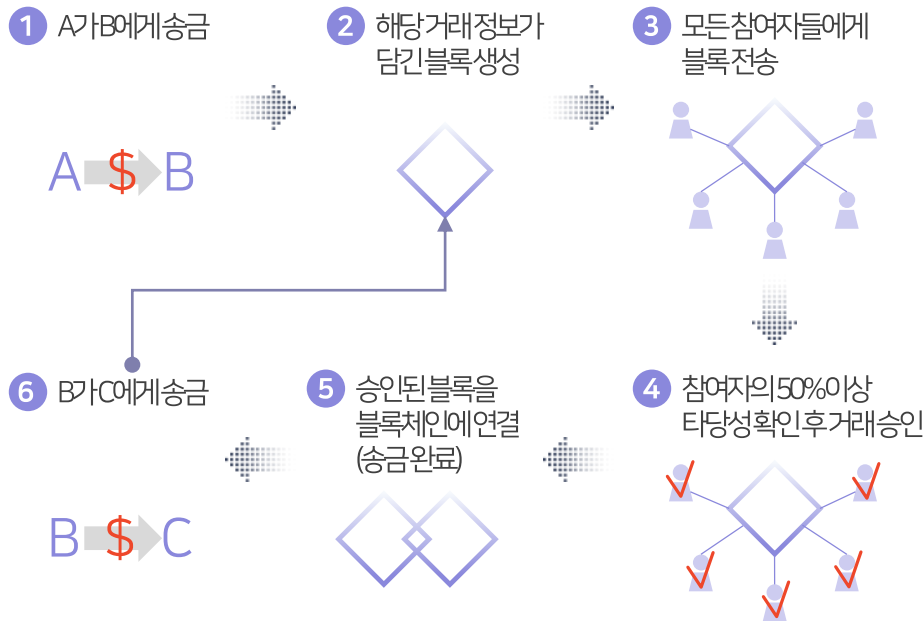 1 A가 B에게 송금
2 해당 거래 정보가
담긴 블록 생성
3 모든 참여자들에게
블록 전송
A $ B
4 참여자의 50%이상
타당성 확인 후 거래 승인
5 승인된 블록을
블록체인에 연결
(송금 완료)
6 B가 C에게 송금
B $ C